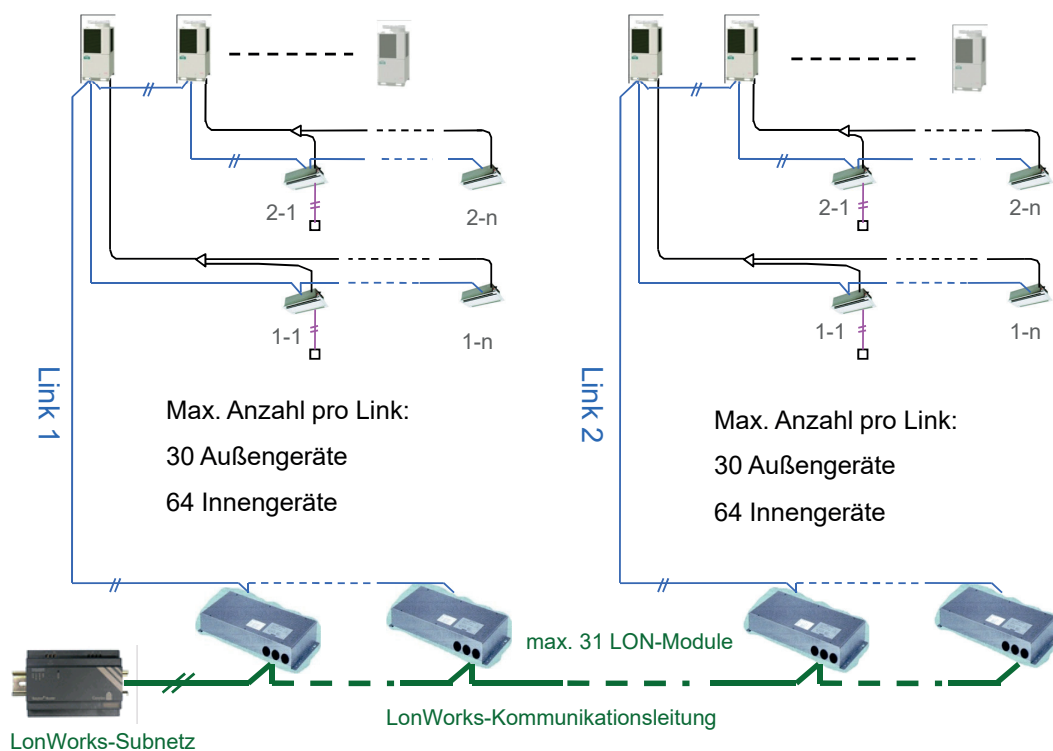 2-1
2-n
1-1
1-n
Link 1
Max. Anzahl pro Link:
30 Außengeräte
64 Innengeräte
2-1
2-n
1-1
1-n
Link 2
Max. Anzahl pro Link:
30 Außengeräte
64 Innengeräte
max. 31 LON-Module
LonWorks-Kommunikationsleitung
LonWorks-Subnetz